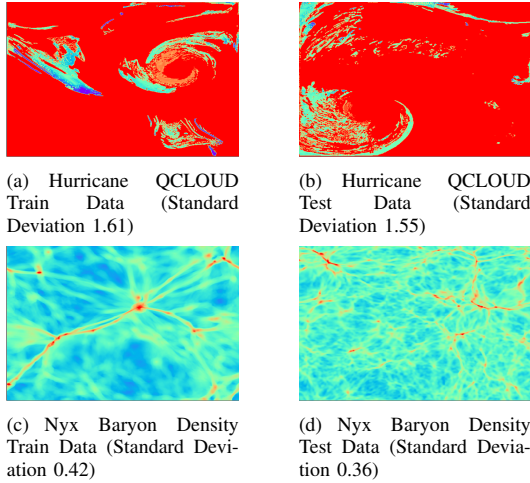 (a) Hurricane QCLOUD
Train Data (Standard
Deviation 1.61)
(b) Hurricane QCLOUD
Test Data (Standard
Deviation 1.55)
(c) Nyx Baryon Density
Train Data (Standard Devi-
ation 0.42)
(d) Nyx Baryon Density
Test Data (Standard Devia-
tion 0.36)